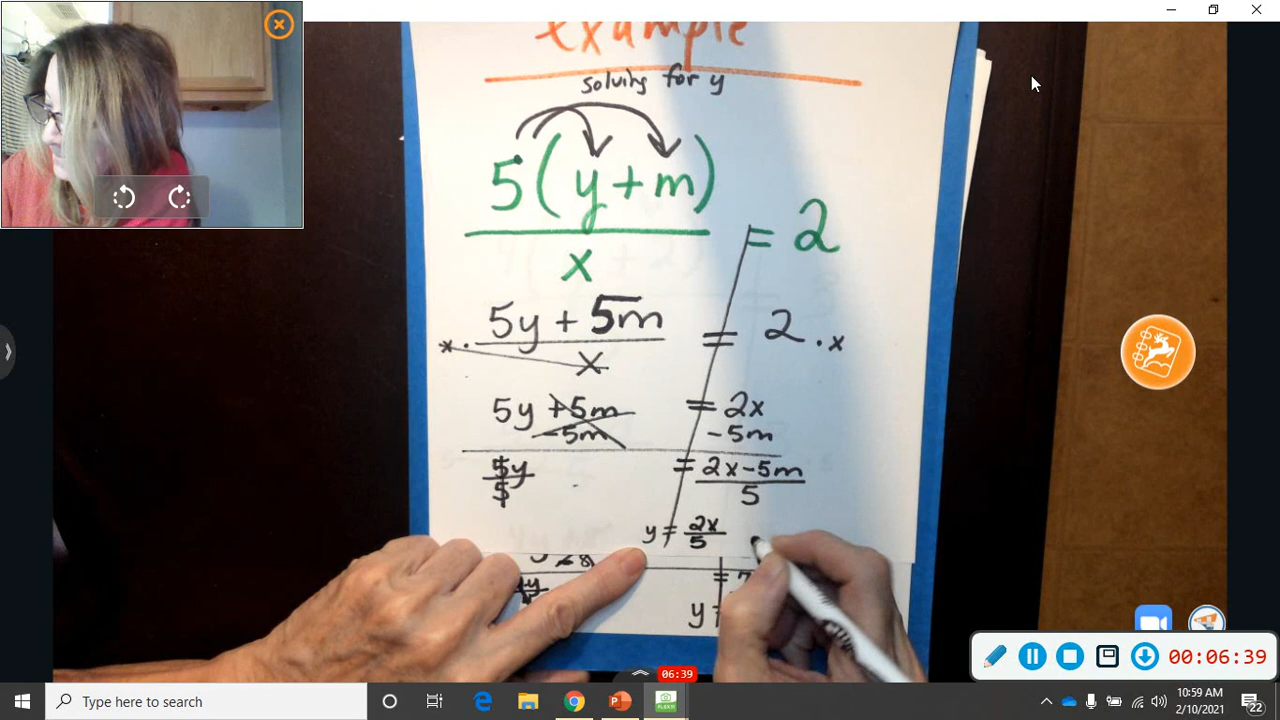 example
solving for y
5(y+m)
= 2
x
x · 5y + 5m = 2 · x
x
5y +5m = 2x
-5m -5m
5y = 2x-5m
5 5
y = 2x
5
y
=
y =
00:06:39
06:39
Type here to search
10:59 AM
2/10/2021
22